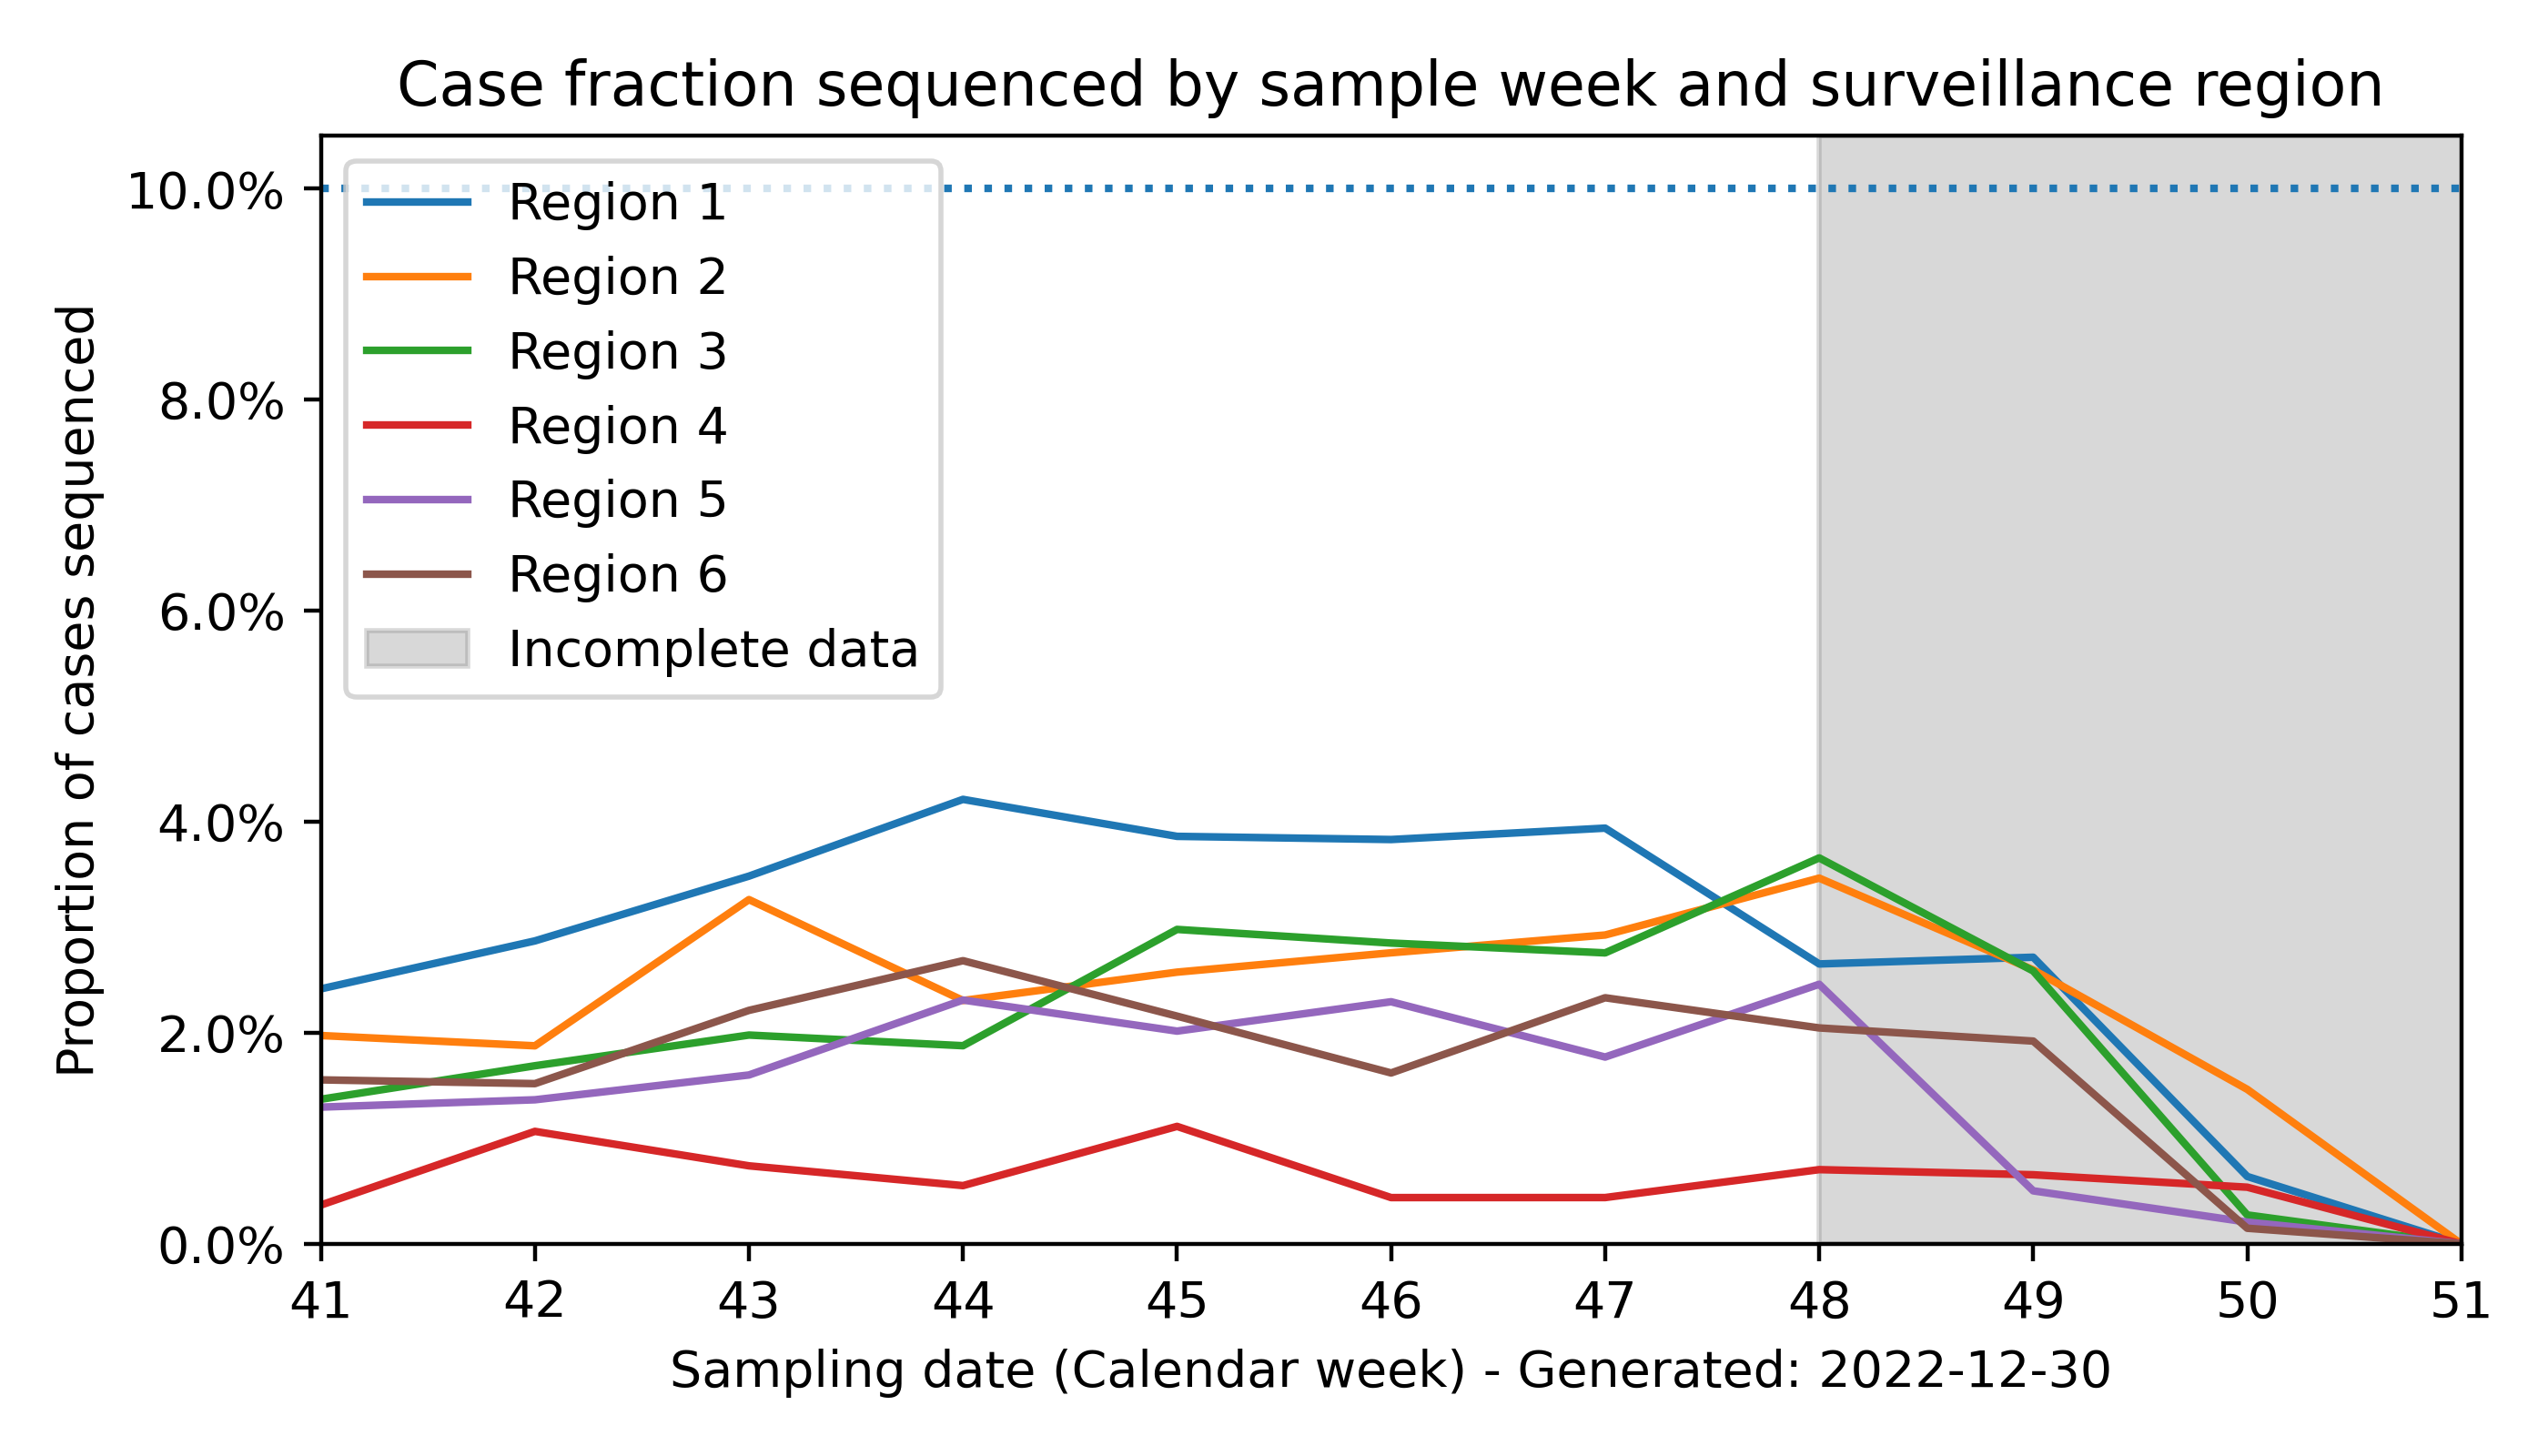 Case fraction sequenced by sample week and surveillance region
Proportion of cases sequenced
10.0%
8.0%
6.0%
4.0%
2.0%
0.0%
Region 1
Region 2
Region 3
Region 4
Region 5
Region 6
Incomplete data
41 42 43 44 45 46 47 48 49 50 51
Sampling date (Calendar week) - Generated: 2022-12-30